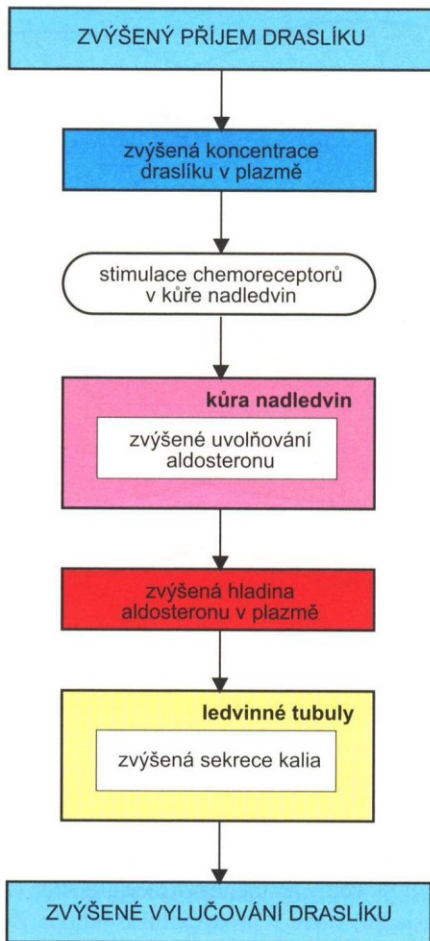 ZVÝŠENÝ PŘÍJEM DRASLÍKU
zvýšená koncentrace
draslíku v plazmě
stimulace chemoreceptorů
v kůře nadledvin
kůra nadledvin
zvýšené uvolňování
aldosteronu
zvýšená hladina
aldosteronu v plazmě
ledvinné tubuly
zvýšená sekrece kalia
ZVÝŠENÉ VYLUČOVÁNÍ DRASLÍKU